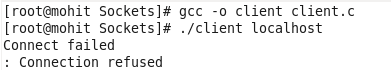 [root@mohit Sockets]# gcc -o client client.c
[root@mohit Sockets]# ./client localhost
Connect failed
: Connection refused